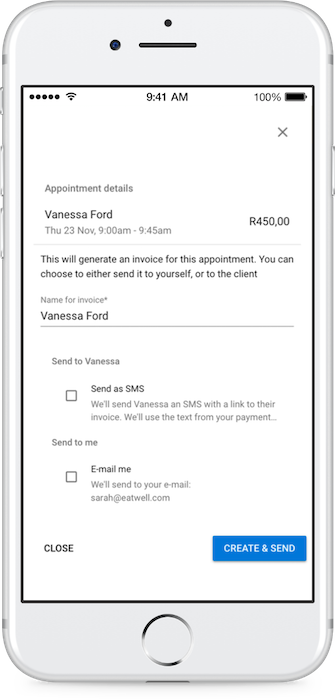 9:41 AM
100%
Appointment details
Vanessa Ford
R450,00
Thu 23 Nov, 9:00am - 9:45am
This will generate an invoice for this appointment. You can
choose to either send it to yourself, or to the client
Name for invoice*
Vanessa Ford
Send to Vanessa
Send as SMS
We'll send Vanessa an SMS with a link to their
invoice. We'll use the text from your payment...
Send to me
E-mail me
We'll send to your e-mail:
sarah@eatwell.com
CLOSE
CREATE & SEND